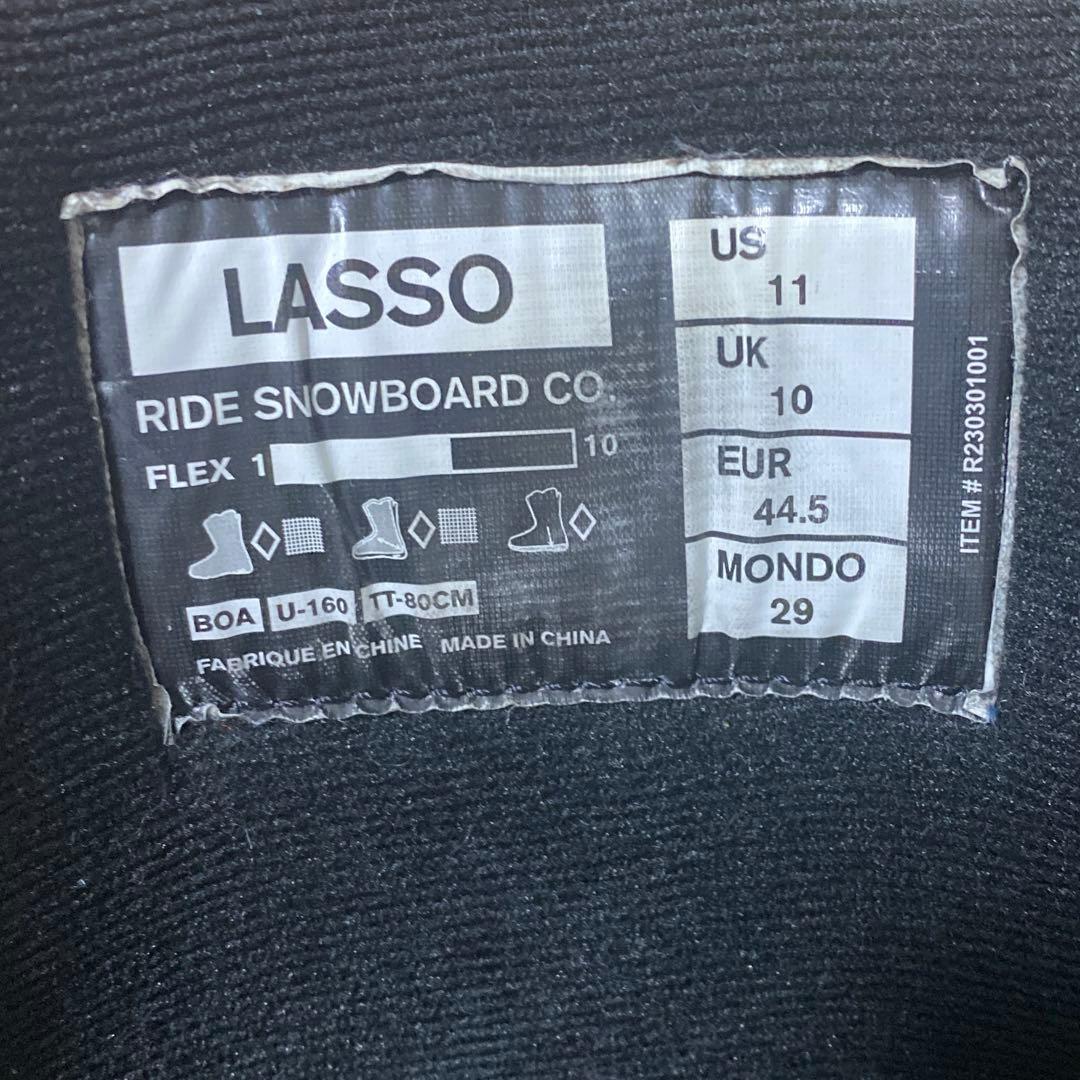 LASSO
RIDE SNOWBOARD CO.
FLEX 1 10
BOA U-160 TT-80CM
FABRIQUE EN CHINE MADE IN CHINA
US
11
UK
10
EUR
44.5
MONDO
29
ITEM # R230301001